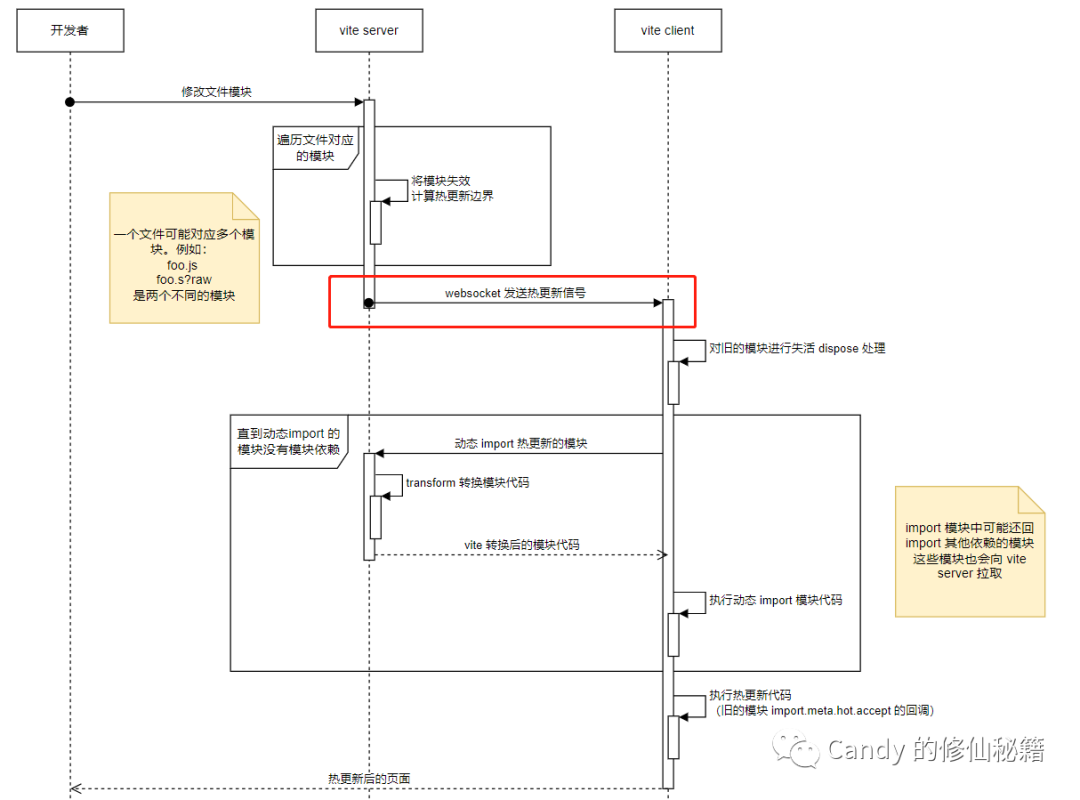 开发者
vite server
vite client
修改文件模块
遍历文件对应
的模块
将模块失效
计算热更新边界
一个文件可能对应多个模
块。例如：
foo.js
foo.s?raw
是两个不同的模块
websocket 发送热更新信号
对旧的模块进行失活 dispose 处理
直到动态import 的
模块没有模块依赖
动态 import 热更新的模块
transform 转换模块代码
vite 转换后的模块代码
import 模块中可能还回
import 其他依赖的模块
这些模块也会向 vite
server 拉取
执行动态 import 模块代码
执行热更新代码
（旧的模块 import.meta.hot.accept 的回调）
Candy 的修仙秘籍
热更新后的页面